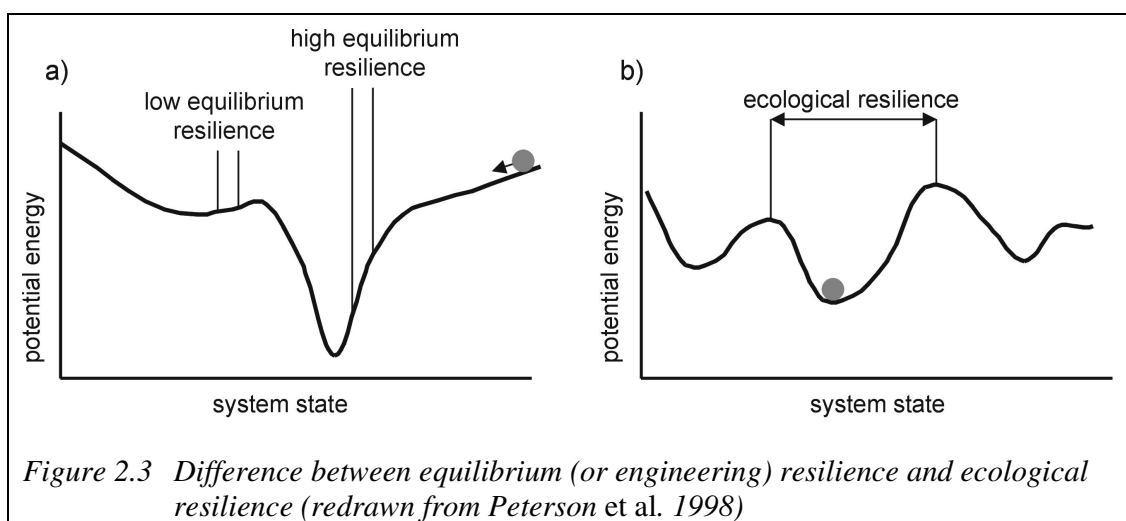 a)
low equilibrium
resilience
high equilibrium
resilience
potential energy
system state
b)
ecological resilience
potential energy
system state
Figure 2.3 Difference between equilibrium (or engineering) resilience and ecological
resilience (redrawn from Peterson et al. 1998)